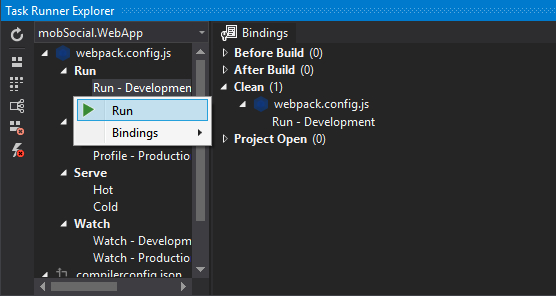 Task Runner Explorer
mobSocial.WebApp
webpack.config.js
Run
Run - Developmen
Run
Bindings
Profile - Productio
Serve
Hot
Cold
Watch
Watch - Developm
Watch - Productio
compilerconfig.json
Bindings
Before Build (0)
After Build (0)
Clean (1)
webpack.config.js
Run - Development
Project Open (0)